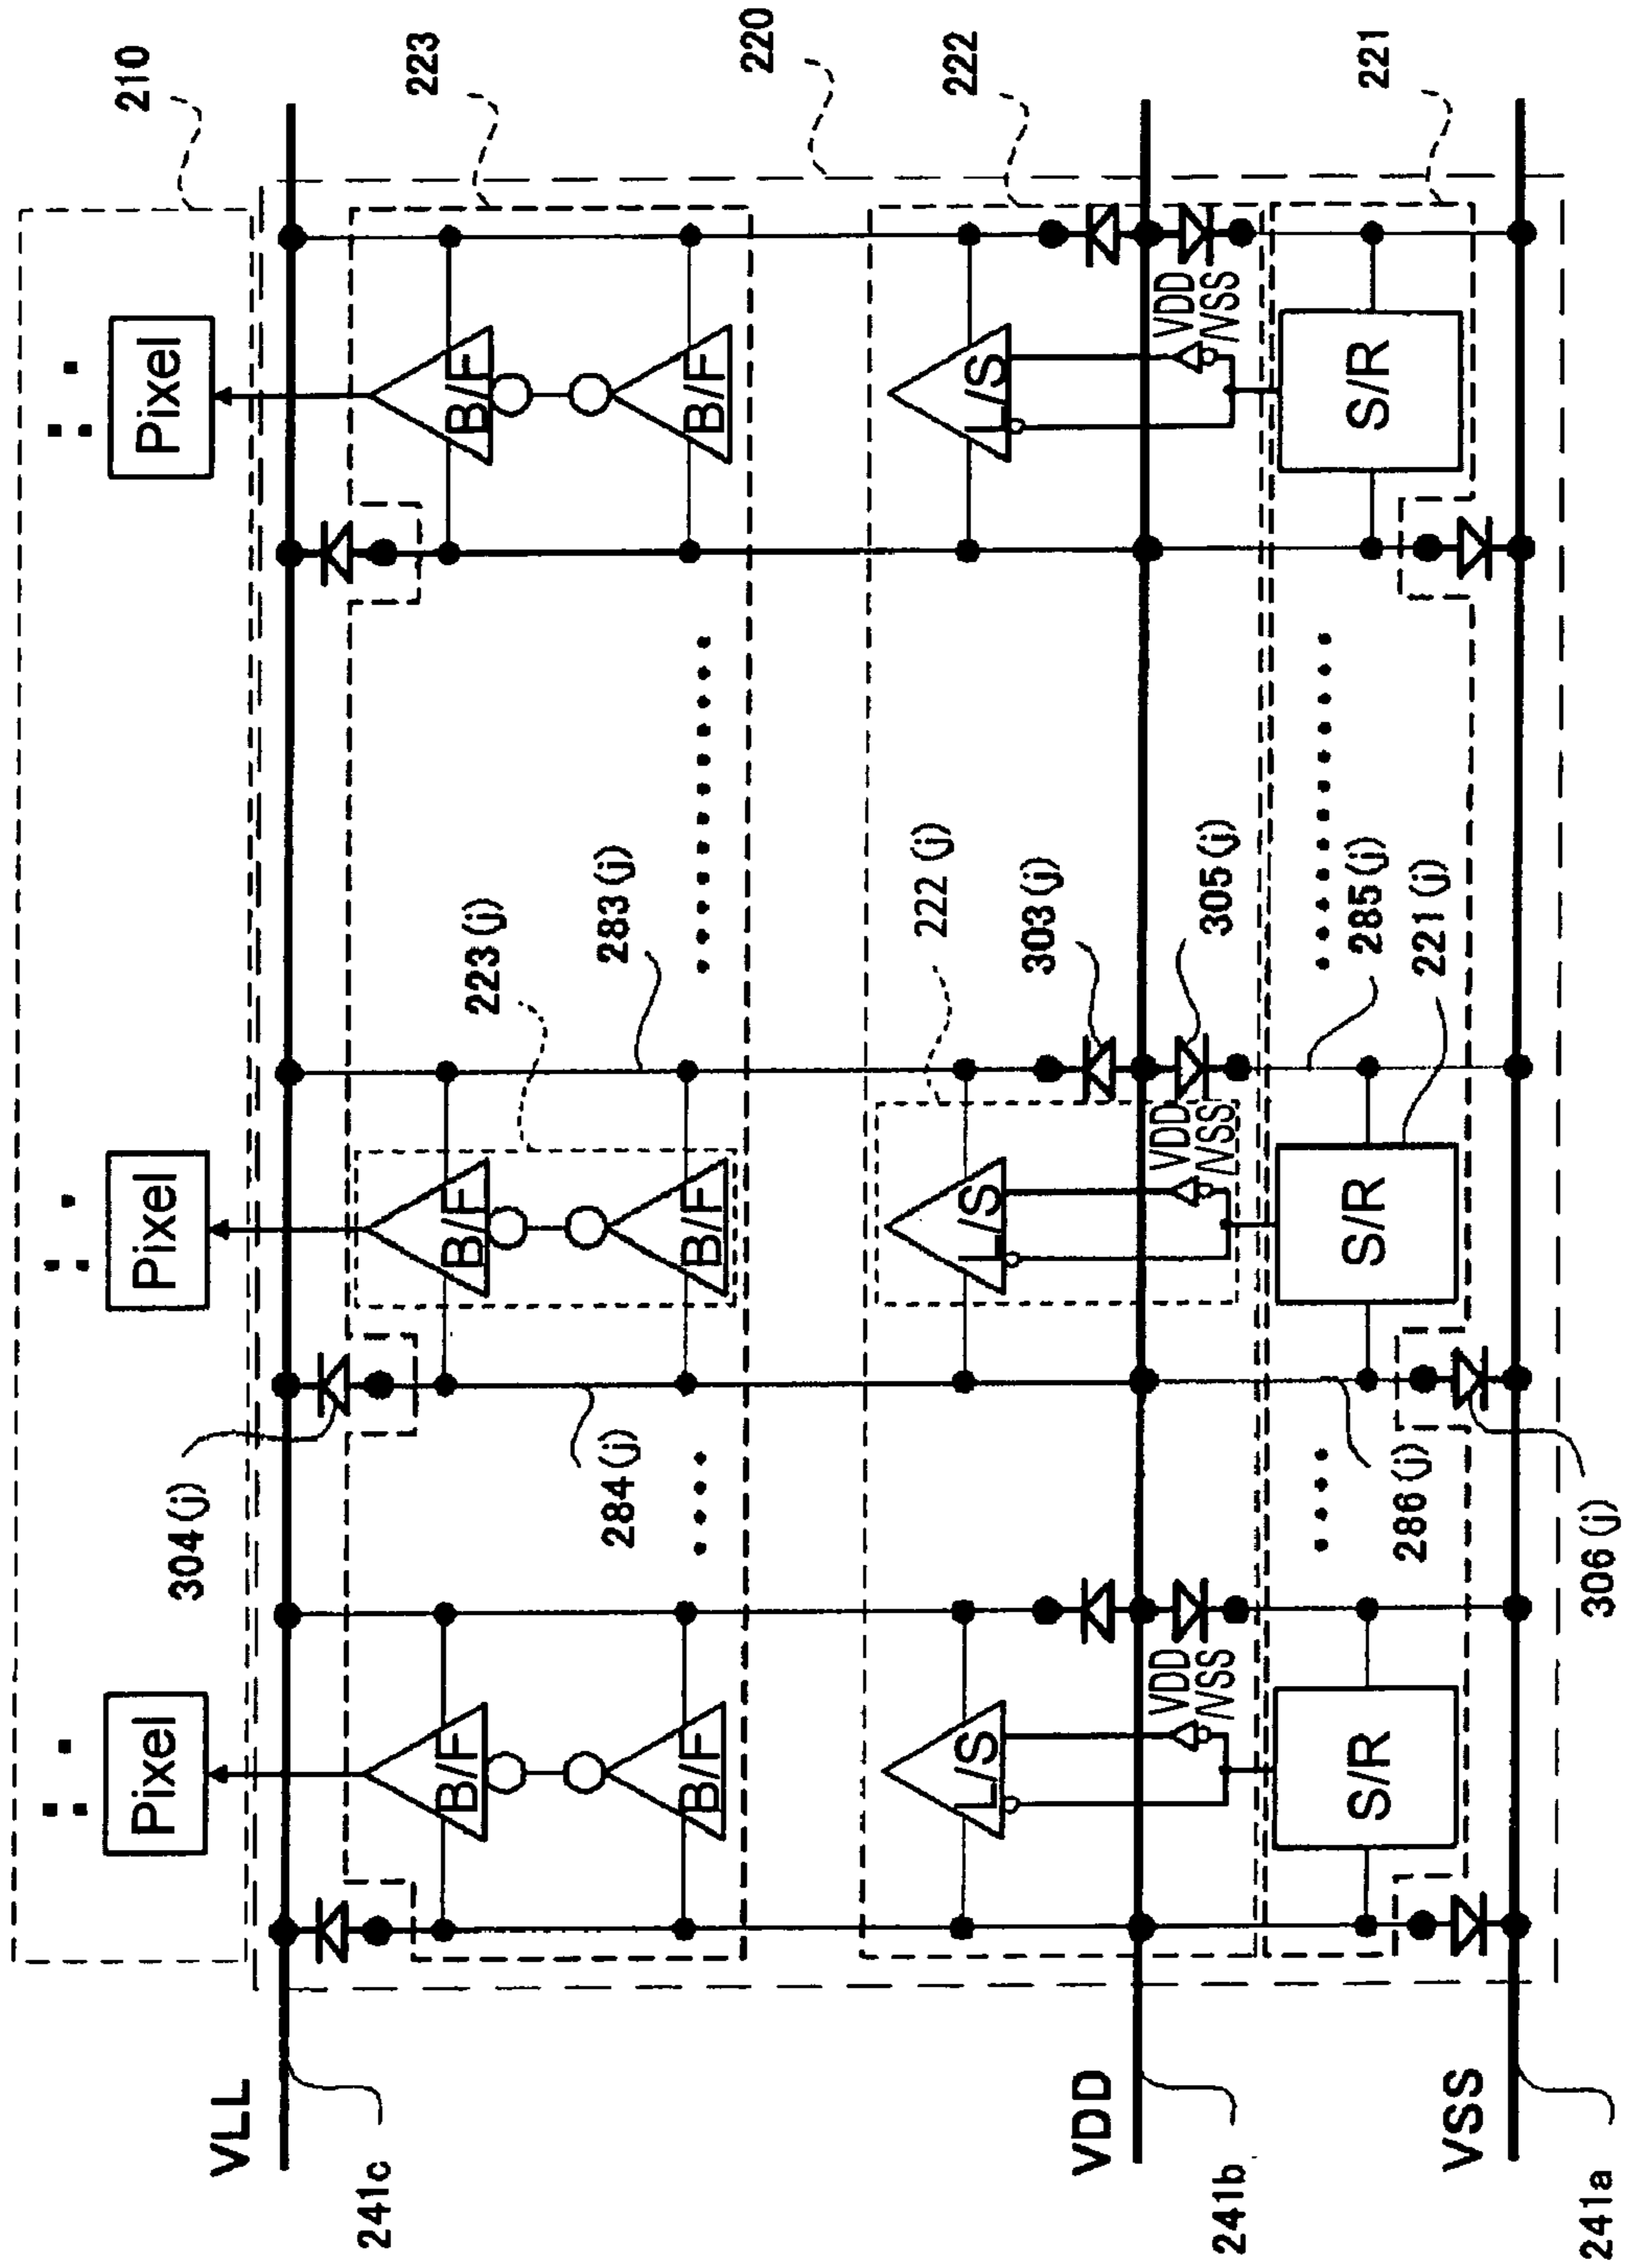 210
223
220
222
221
Pixel
B/F
B/F
L/S
VDD
/VSS
S/R
223(j)
283(j)
222(j)
303(j)
305(j)
285(j)
221(j)
Pixel
B/F
B/F
L/S
VDD
/VSS
S/R
304(j)
284(j)
286(j)
306(j)
Pixel
B/F
B/F
L/S
VDD
/VSS
S/R
VLL
VDD
VSS
241c
241b
241a